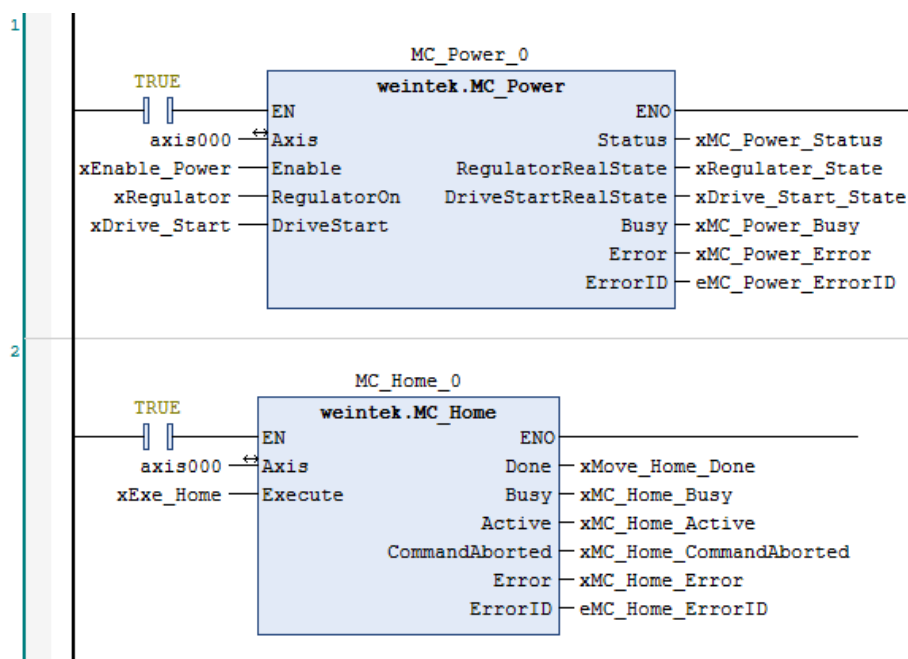 1
MC_Power_0
TRUE
weintek.MC_Power
EN ENO
axis000 Axis Status xMC_Power_Status
xEnable_Power Enable RegulatorRealState xRegulater_State
xRegulator RegulatorOn DriveStartRealState xDrive_Start_State
xDrive_Start DriveStart Busy xMC_Power_Busy
Error xMC_Power_Error
ErrorID eMC_Power_ErrorID
2
MC_Home_0
TRUE
weintek.MC_Home
EN ENO
axis000 Axis Done xMove_Home_Done
xExe_Home Execute Busy xMC_Home_Busy
Active xMC_Home_Active
CommandAborted xMC_Home_CommandAborted
Error xMC_Home_Error
ErrorID eMC_Home_ErrorID